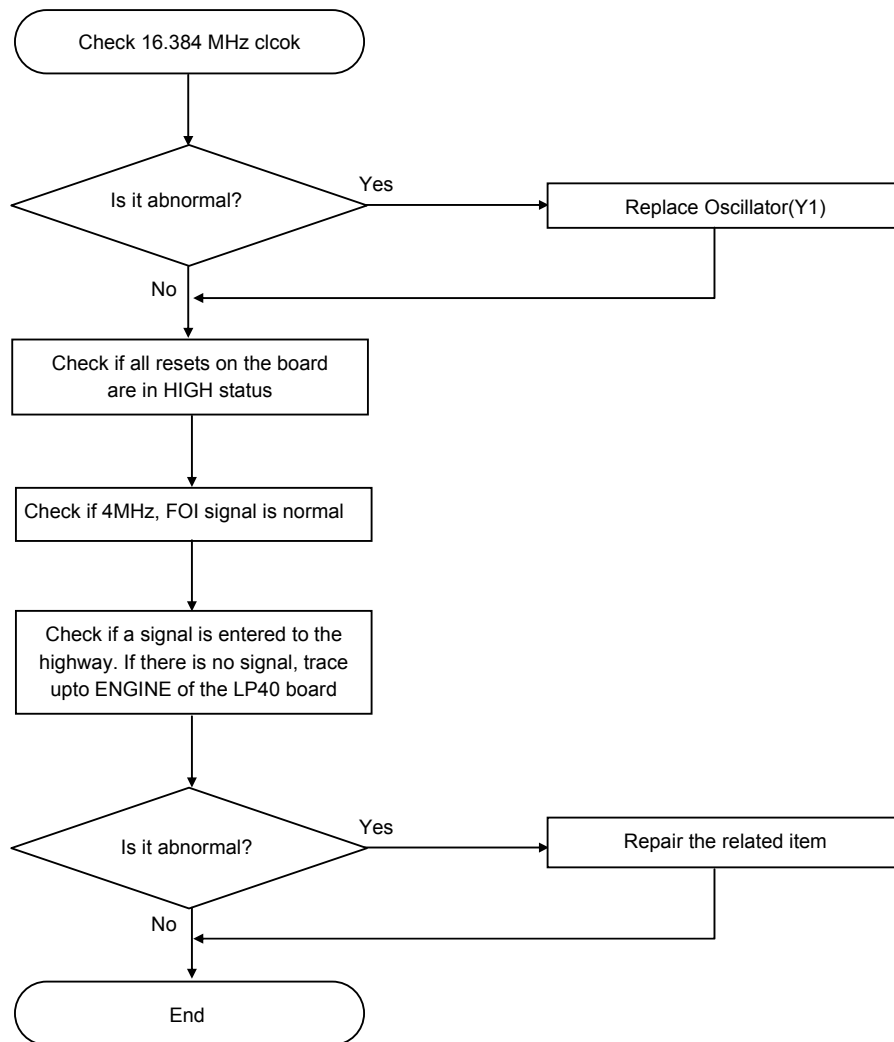 Check 16.384 MHz clcok
Is it abnormal?
Yes
Replace Oscillator(Y1)
No
Check if all resets on the board
are in HIGH status
Check if 4MHz, FOI signal is normal
Check if a signal is entered to the
highway. If there is no signal, trace
upto ENGINE of the LP40 board
Is it abnormal?
Yes
Repair the related item
No
End